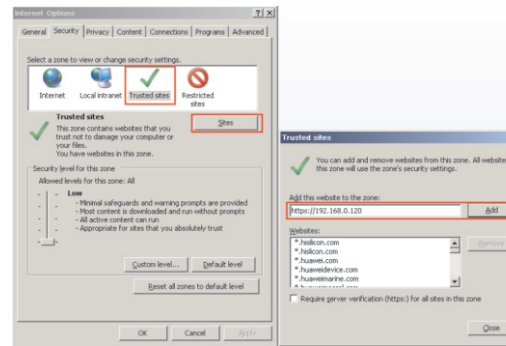 Internet Options
General Security Privacy Content Connections Programs Advanced
Select a zone to view or change security settings.
Internet Local intranet Trusted sites Restricted sites
Trusted sites
This zone contains websites that you
trust not to damage your computer or
your files.
You have websites in this zone.
Sites
Security level for this zone
Allowed levels for this zone: All
Low
- Minimal safeguards and warning prompts are provided
- Most content is downloaded and run without prompts
- All active content can run
- Appropriate for sites that you absolutely trust
Custom level... Default level
Reset all zones to default level
OK Cancel Apply
Trusted sites
You can add and remove websites from this zone. All website
this zone will use the zone's security settings.
Add this website to the zone:
https://192.168.0.120 Add
Websites:
*.hisilicon.com Remove
*.hislicon.com
*.huawei.com
*.huaweidevice.com
*.huaweimarine.com
Require server verification (https:) for all sites in this zone
Close